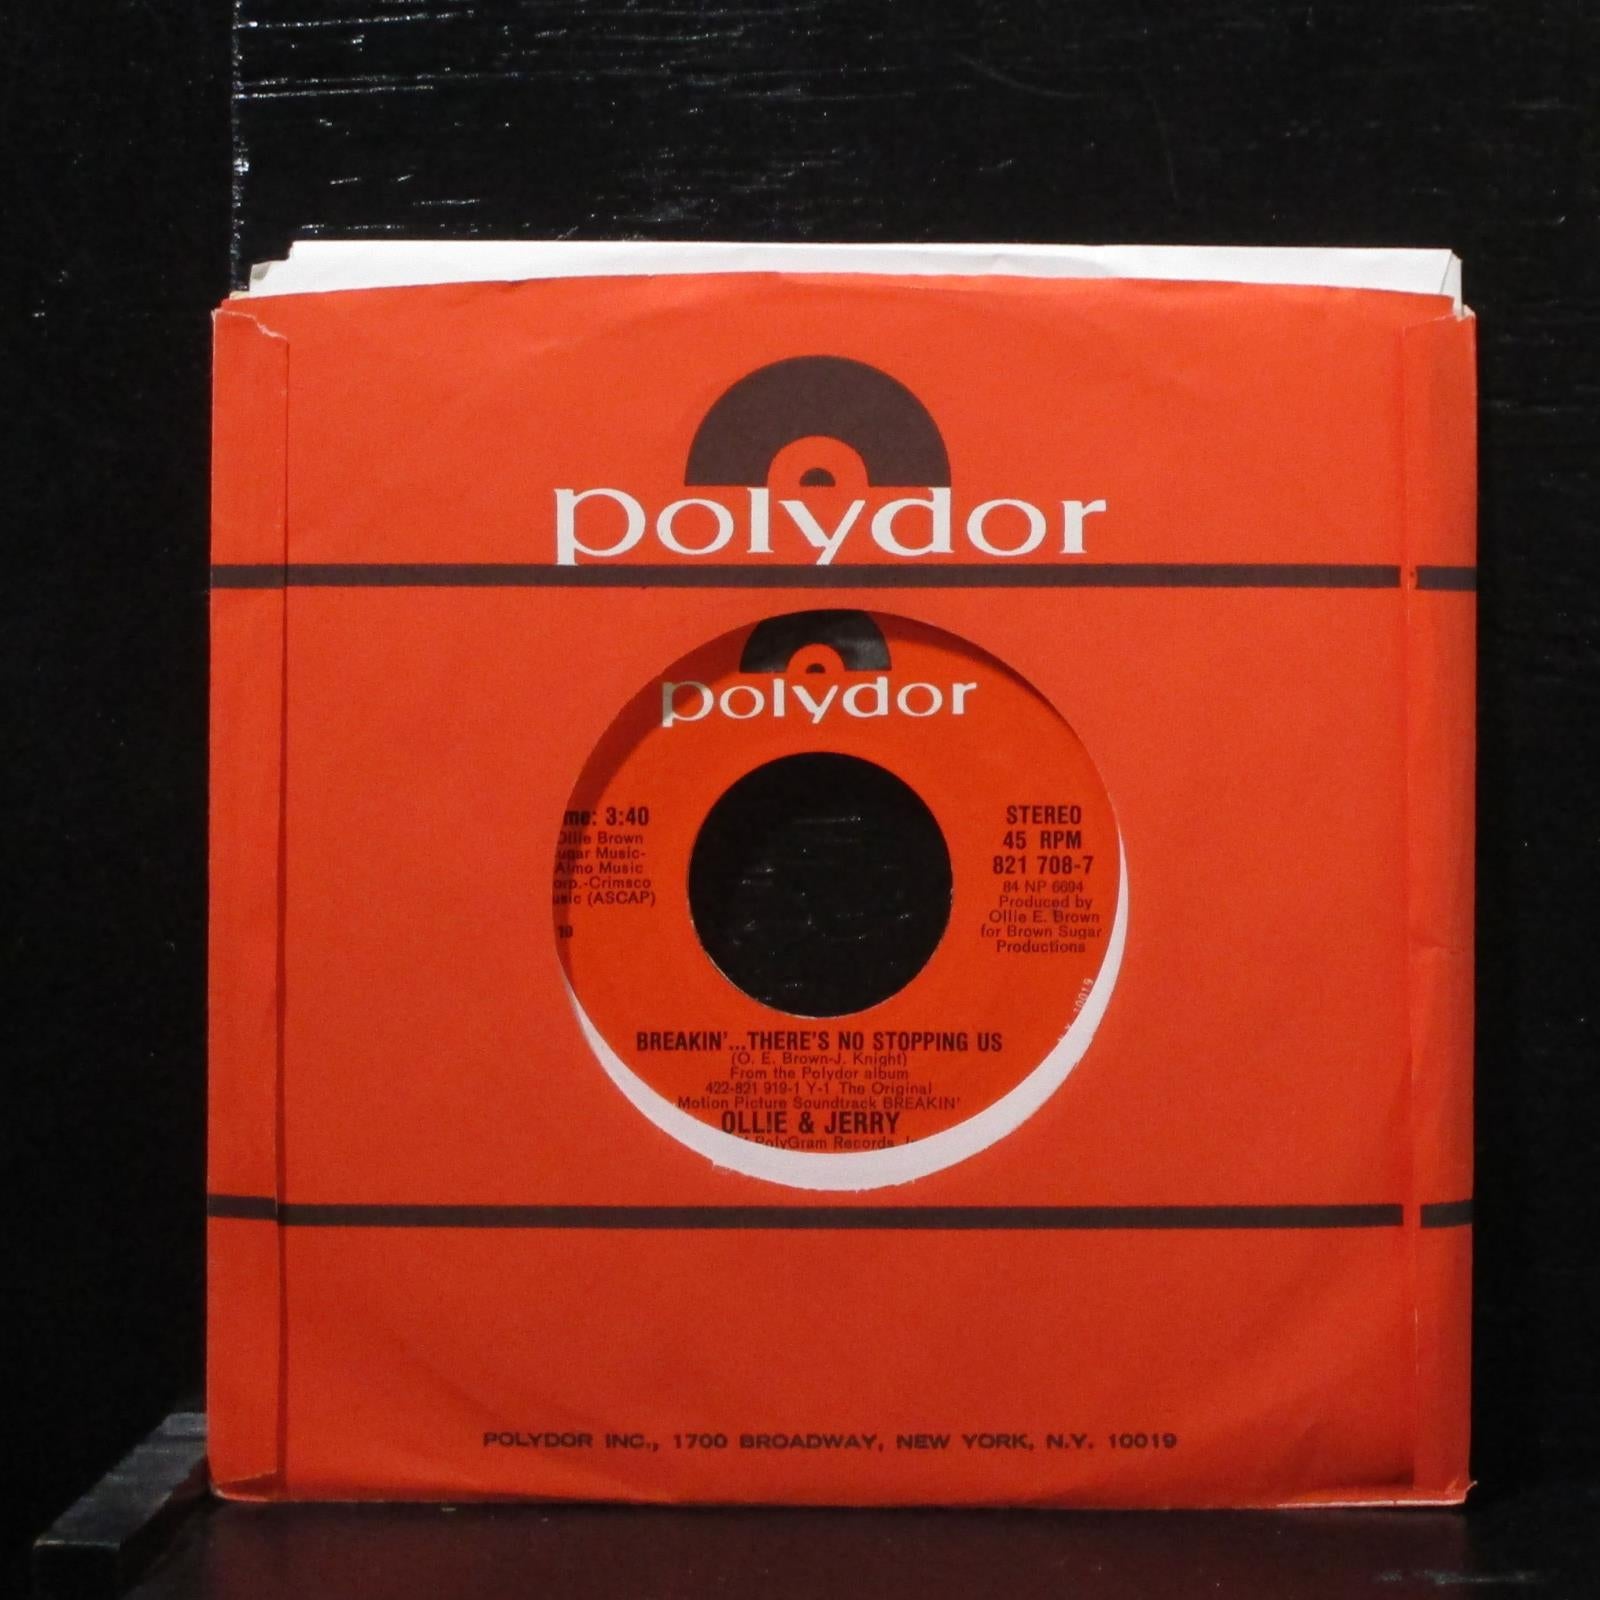 polydor
polydor
me: 3:40
Ollie Brown
ugar Music-
Almo Music
orp.-Crimsco
usic (ASCAP)
STEREO
45 RPM
821 708-7
84 NP 6694
Produced by
Ollie E. Brown
for Brown Sugar
Productions
10019
BREAKIN'...THERE'S NO STOPPING US
(O. E. Brown-J. Knight)
From the Polydor album
422-821 919-1 Y-1 The Original
Motion Picture Soundtrack BREAKIN'
OLLIE & JERRY
PolyGram Records,
POLYDOR INC., 1700 BROADWAY, NEW YORK, N.Y. 10019